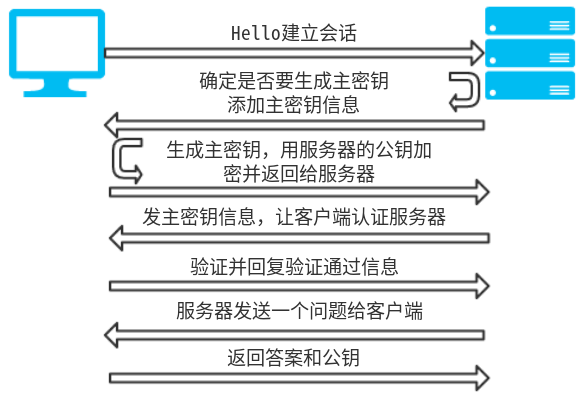 Hello建立会话
确定是否要生成主密钥
添加主密钥信息
生成主密钥，用服务器的公钥加
密并返回给服务器
发主密钥信息，让客户端认证服务器
验证并回复验证通过信息
服务器发送一个问题给客户端
返回答案和公钥